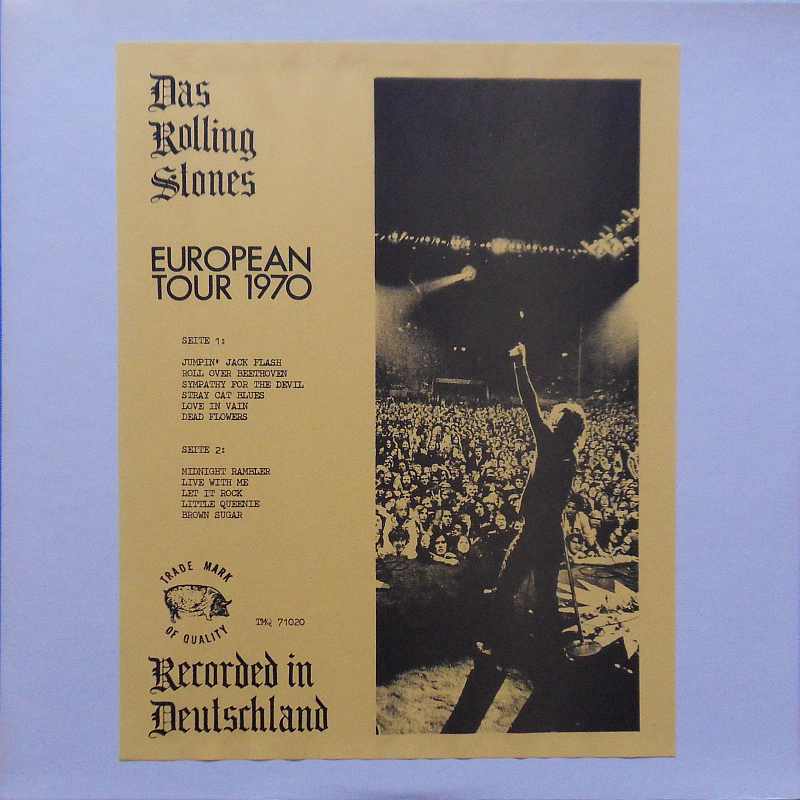 Das
Rolling
Stones
EUROPEAN
TOUR 1970
SEITE 1:
JUMPIN' JACK FLASH
ROLL OVER BEETHOVEN
SYMPATHY FOR THE DEVIL
STRAY CAT BLUES
LOVE IN VAIN
DEAD FLOWERS
SEITE 2:
MIDNIGHT RAMBLER
LIVE WITH ME
LET IT ROCK
LITTLE QUEENIE
BROWN SUGAR
TRADE MARK
OF QUALITY
TMQ 71020
Recorded in
Deutschland